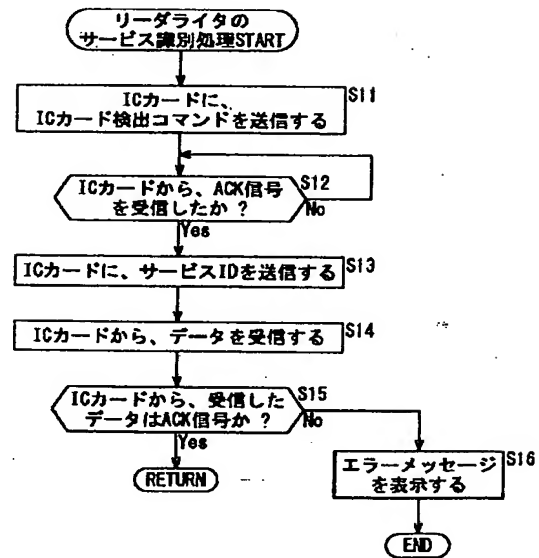 リーダライタの
サービス識別処理START
ICカードに、
ICカード検出コマンドを送信する
S11
ICカードから、ACK信号
を受信したか ?
S12
No
Yes
ICカードに、サービスIDを送信する
S13
ICカードから、データを受信する
S14
ICカードから、受信した
データはACK信号か ?
S15
No
Yes
RETURN
エラーメッセージ
を表示する
S16
END